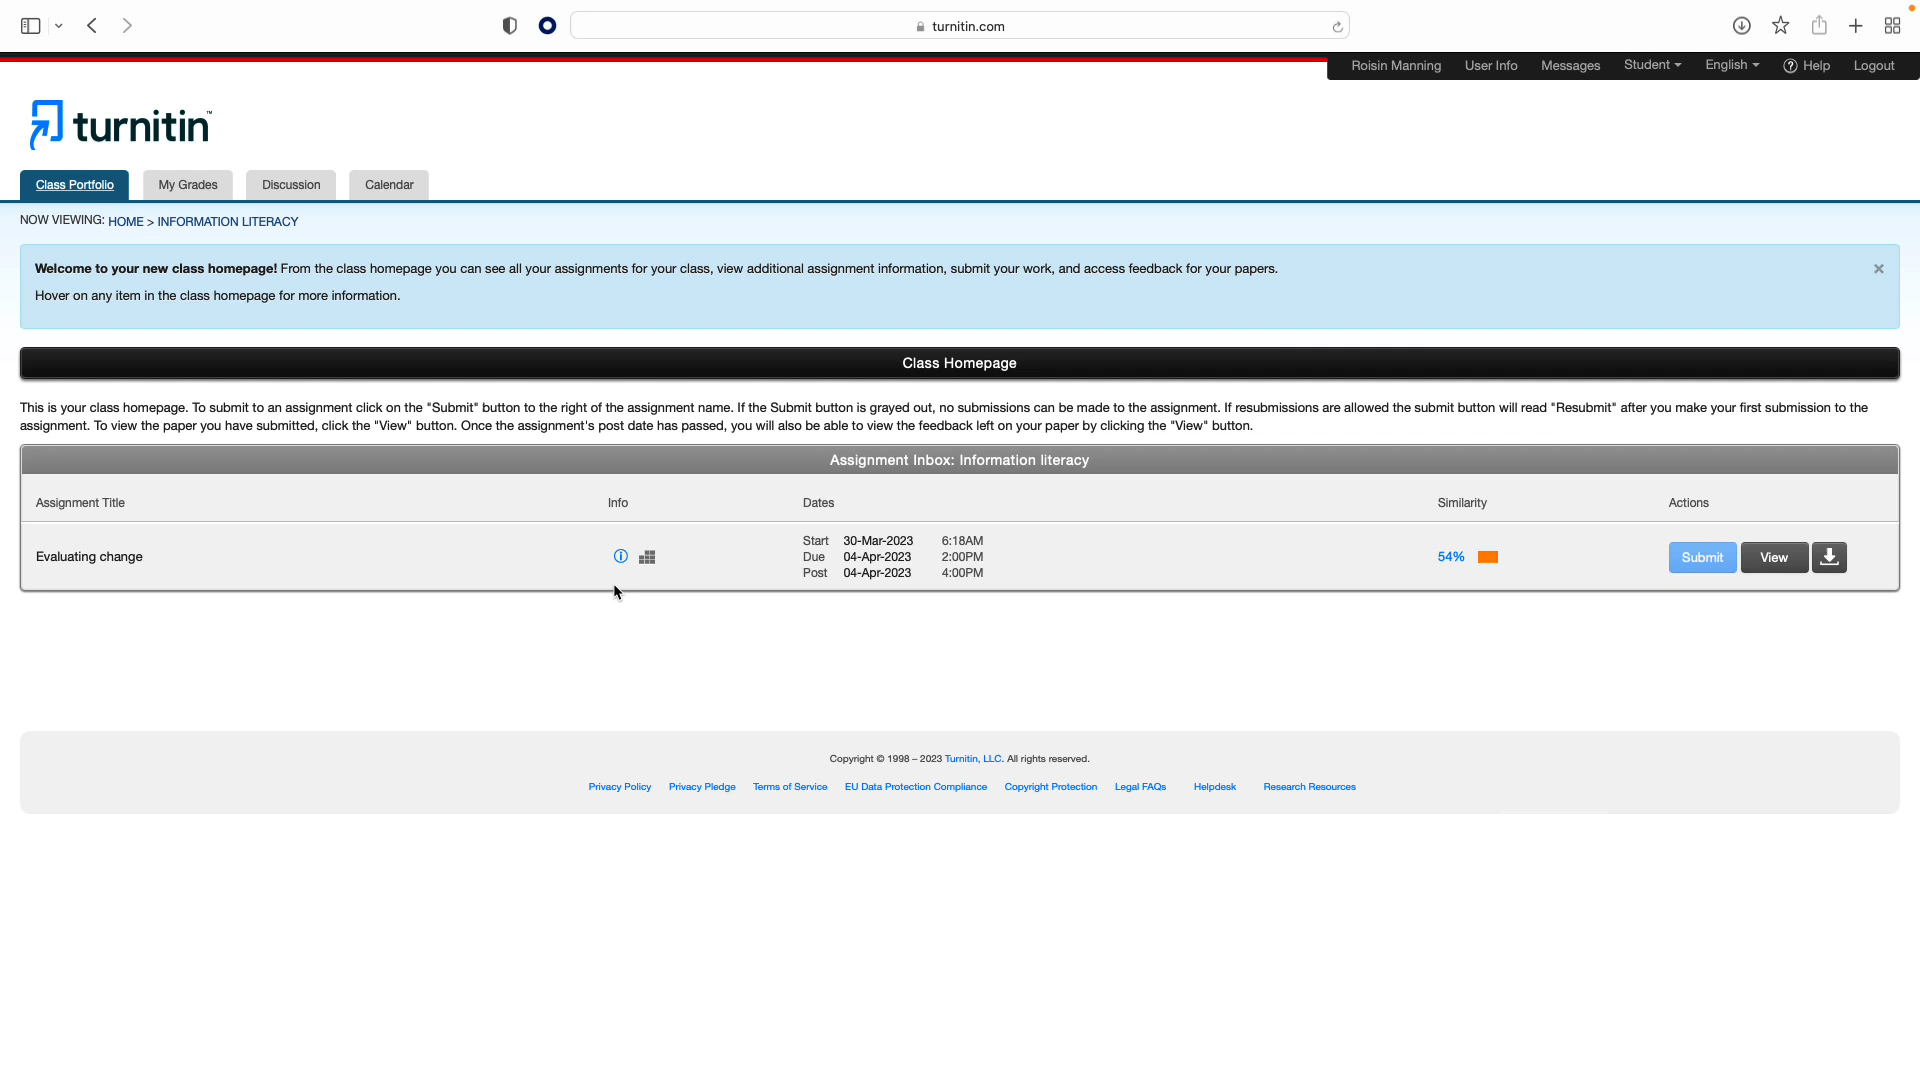 turnitin.com
Roisin Manning User Info Messages Student English Help Logout
turnitin™
Class Portfolio My Grades Discussion Calendar
NOW VIEWING: HOME > INFORMATION LITERACY
Welcome to your new class homepage! From the class homepage you can see all your assignments for your class, view additional assignment information, submit your work, and access feedback for your papers.
Hover on any item in the class homepage for more information.
Class Homepage
This is your class homepage. To submit to an assignment click on the "Submit" button to the right of the assignment name. If the Submit button is grayed out, no submissions can be made to the assignment. If resubmissions are allowed the submit button will read "Resubmit" after you make your first submission to the
assignment. To view the paper you have submitted, click the "View" button. Once the assignment's post date has passed, you will also be able to view the feedback left on your paper by clicking the "View" button.
Assignment Inbox: Information literacy
Assignment Title Info Dates Similarity Actions
Start 30-Mar-2023 6:18AM
Evaluating change Due 04-Apr-2023 2:00PM 54% Submit View
Post 04-Apr-2023 4:00PM
Copyright © 1998 – 2023 Turnitin, LLC. All rights reserved.
Privacy Policy Privacy Pledge Terms of Service EU Data Protection Compliance Copyright Protection Legal FAQs Helpdesk Research Resources